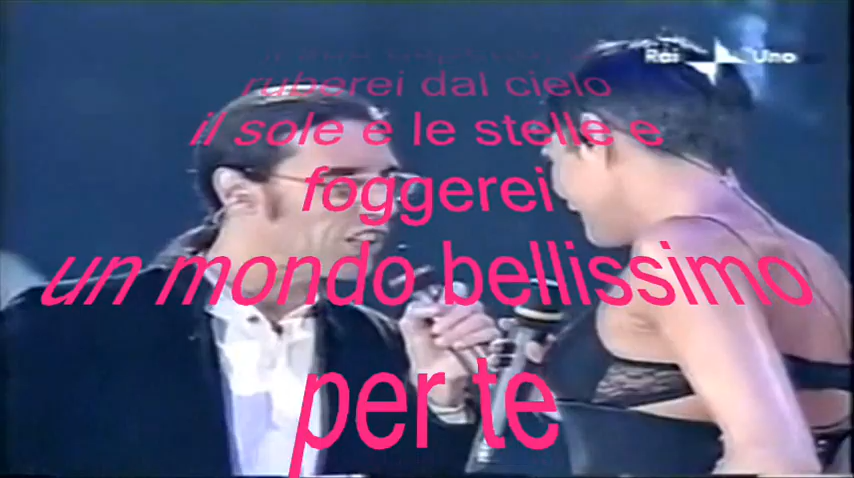 Rai Uno
ruberei dal cielo
il sole e le stelle e
foggerei
un mondo bellissimo
per te